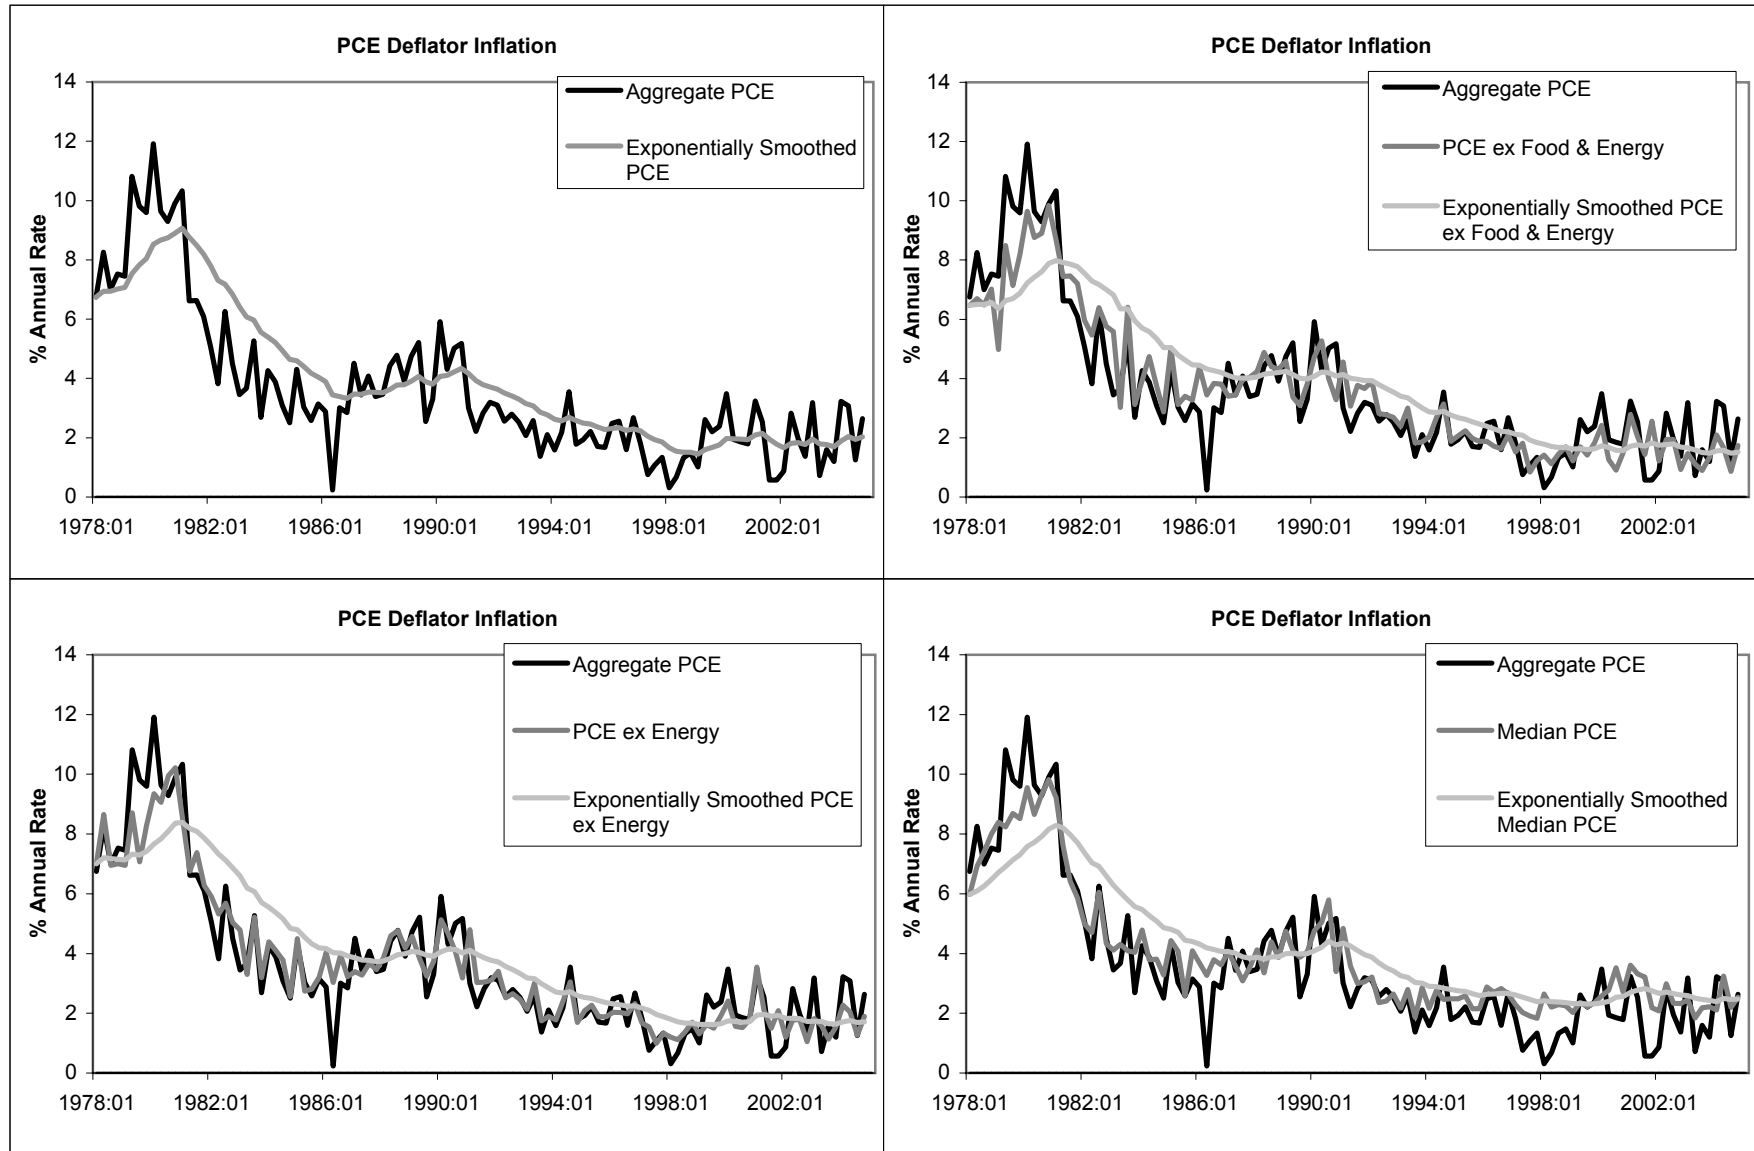 PCE Deflator Inflation
Aggregate PCE
Exponentially Smoothed
PCE
% Annual Rate
14
12
10
8
6
4
2
0
1978:01 1982:01 1986:01 1990:01 1994:01 1998:01 2002:01
PCE Deflator Inflation
Aggregate PCE
PCE ex Food & Energy
Exponentially Smoothed PCE
ex Food & Energy
% Annual Rate
14
12
10
8
6
4
2
0
1978:01 1982:01 1986:01 1990:01 1994:01 1998:01 2002:01
PCE Deflator Inflation
Aggregate PCE
PCE ex Energy
Exponentially Smoothed PCE
ex Energy
% Annual Rate
14
12
10
8
6
4
2
0
1978:01 1982:01 1986:01 1990:01 1994:01 1998:01 2002:01
PCE Deflator Inflation
Aggregate PCE
Median PCE
Exponentially Smoothed
Median PCE
% Annual Rate
14
12
10
8
6
4
2
0
1978:01 1982:01 1986:01 1990:01 1994:01 1998:01 2002:01